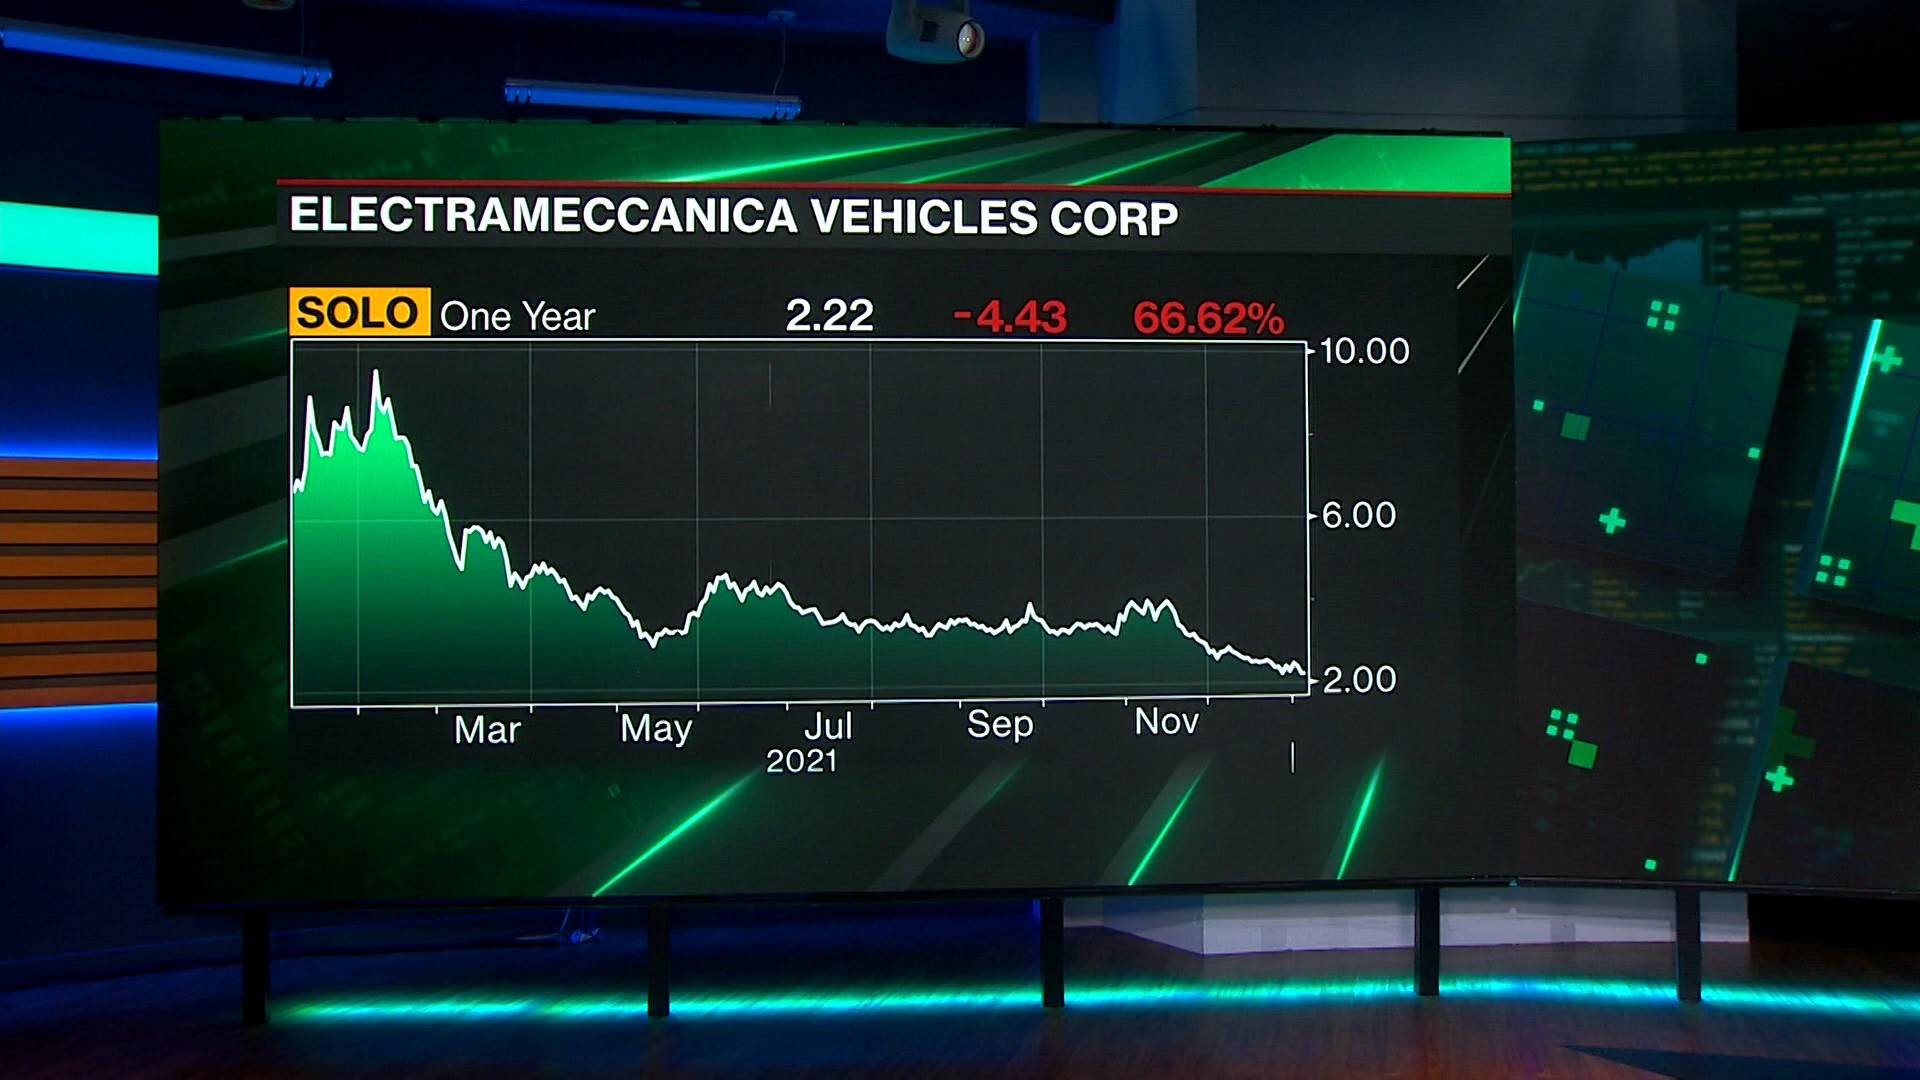 ELECTRAMECCANICA VEHICLES CORP
SOLO One Year 2.22 -4.43 66.62%
10.00
6.00
2.00
Mar May Jul Sep Nov
2021